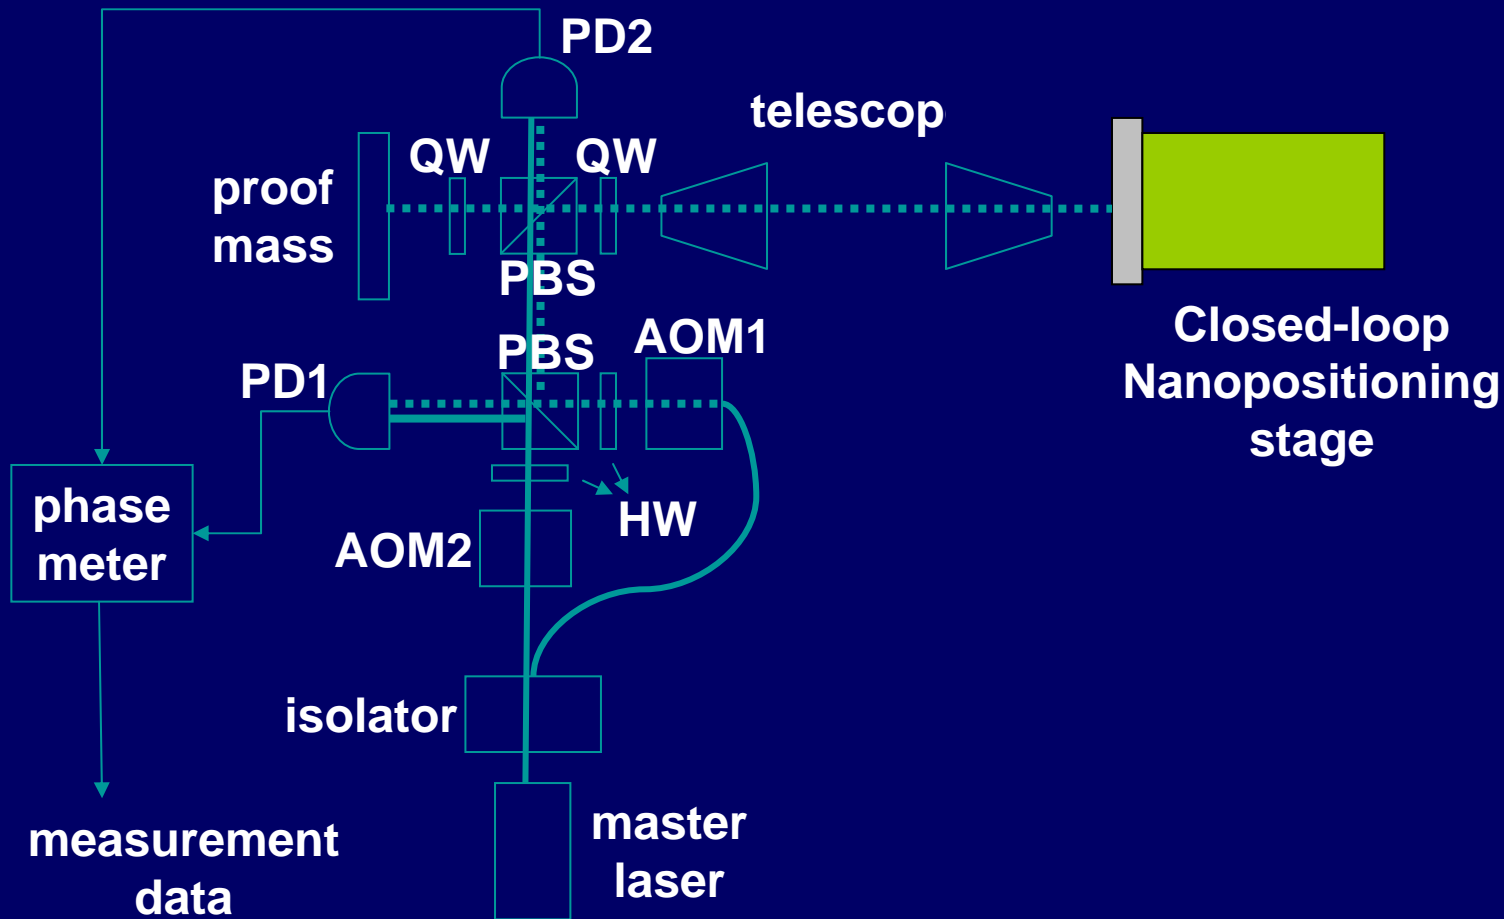 PD2
telescop
QW
QW
proof
mass
PBS
PBS
AOM1
PD1
Closed-loop
Nanopositioning
stage
phase
meter
HW
AOM2
isolator
master
laser
measurement
data